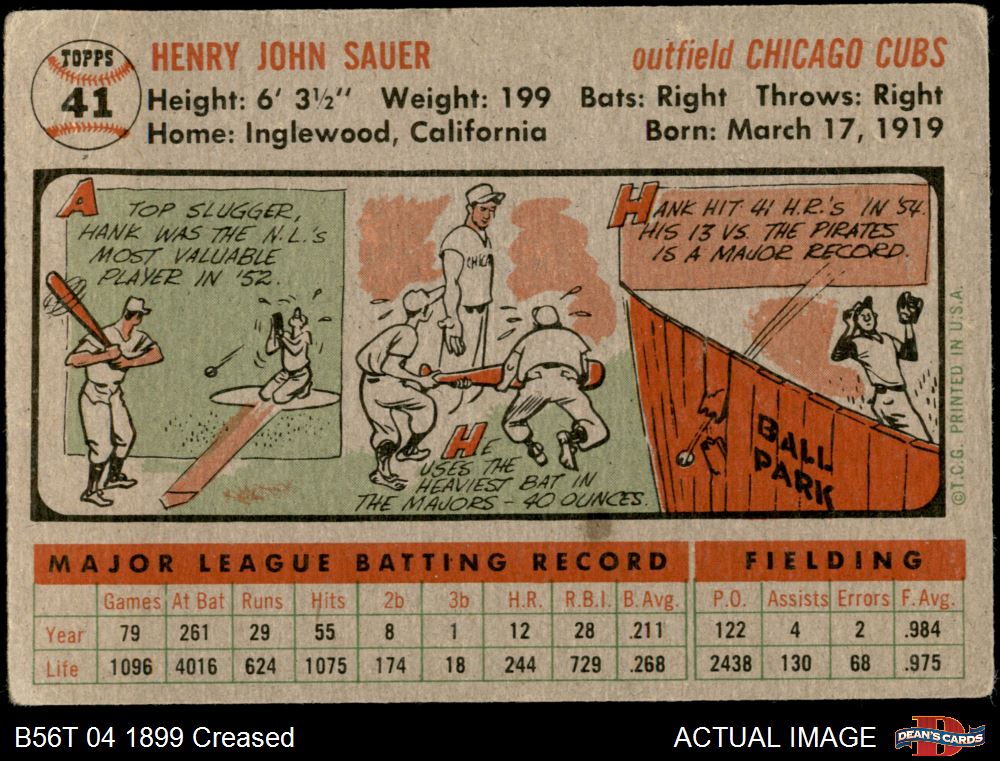 TOPPS
41
HENRY JOHN SAUER
outfield CHICAGO CUBS
Height: 6' 3½" Weight: 199 Bats: Right Throws: Right
Home: Inglewood, California Born: March 17, 1919
A TOP SLUGGER,
HANK WAS THE N.L.'s
MOST VALUABLE
PLAYER IN '52.
CHICA
HE
USES THE
HEAVIEST BAT IN
THE MAJORS - 40 OUNCES.
HANK HIT 41 H.R.'s IN '54.
HIS 13 VS. THE PIRATES
IS A MAJOR RECORD.
BALL
PARK
©T.C.G. PRINTED IN U.S.A.
MAJOR LEAGUE BATTING RECORD FIELDING
Games At Bat Runs Hits 2b 3b H.R. R.B.I. B.Avg. P.O. Assists Errors F.Avg.
Year 79 261 29 55 8 1 12 28 .211 122 4 2 .984
Life 1096 4016 624 1075 174 18 244 729 .268 2438 130 68 .975
B56T 04 1899 Creased
ACTUAL IMAGE
D
DEAN'S CARDS